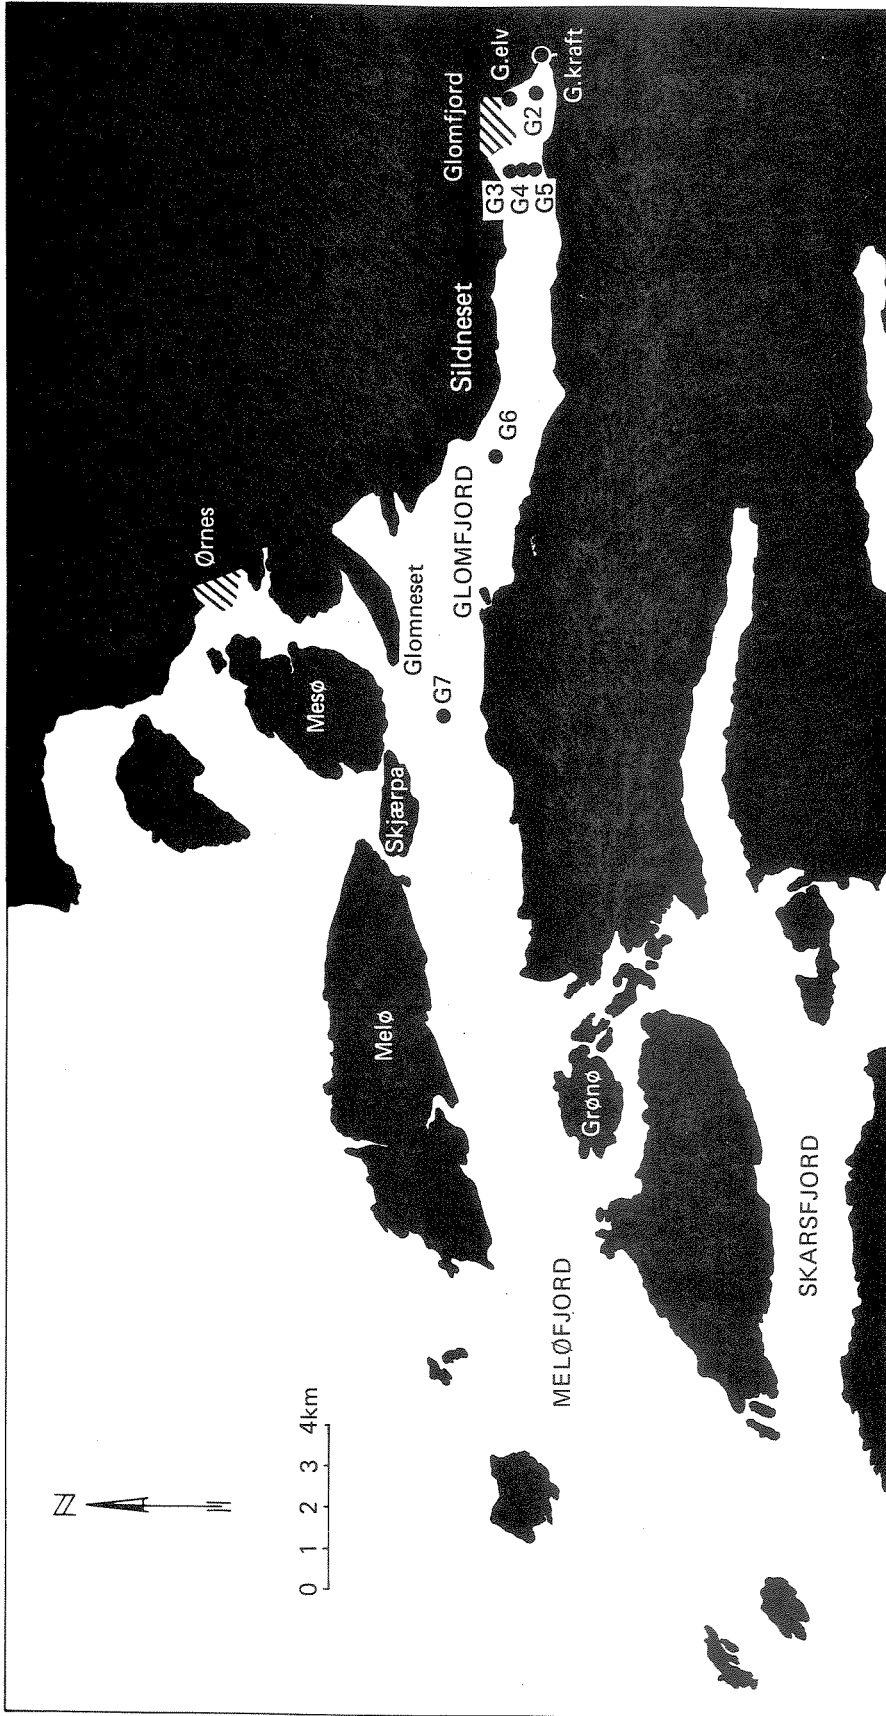 N
Ørnes
0 1 2 3 4km
Mesø
Melø
Skjærpa
Glomneset
G7
Glomfjord
Sildneset
GLOMFJORD
G3
G.elv
G6
G4
G2
G5
MELØFJORD
G.kraft
Grønø
SKARSFJORD